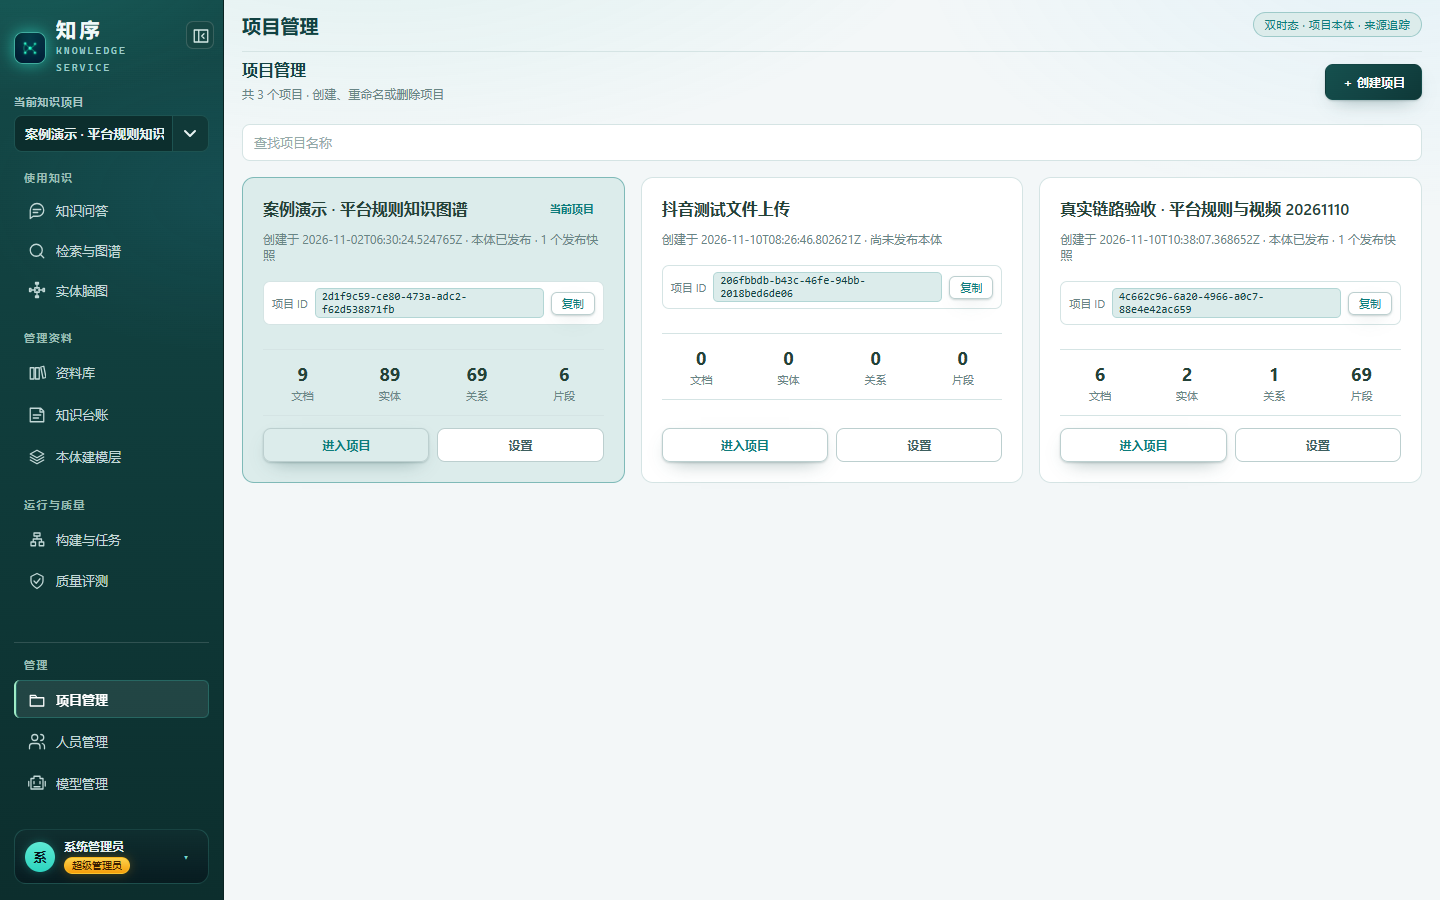 知序
KNOWLEDGE
SERVICE
当前知识项目
案例演示 · 平台规则知识
使用知识
知识问答
检索与图谱
实体脑图
管理资料
资料库
知识台账
本体建模层
运行与质量
构建与任务
质量评测
管理
项目管理
人员管理
模型管理
系
系统管理员
超级管理员
项目管理
双时态 · 项目本体 · 来源追踪
项目管理
共 3 个项目 · 创建、重命名或删除项目
+ 创建项目
查找项目名称
案例演示 · 平台规则知识图谱
当前项目
创建于 2026-11-02T06:30:24.524765Z · 本体已发布 · 1 个发布快
照
项目 ID
2d1f9c59-ce80-473a-adc2-
f62d538871fb
复制
9 89 69 6
文档 实体 关系 片段
进入项目 设置
抖音测试文件上传
创建于 2026-11-10T08:26:46.802621Z · 尚未发布本体
项目 ID
206fbbdb-b43c-46fe-94bb-
2018bed6de06
复制
0 0 0 0
文档 实体 关系 片段
进入项目 设置
真实链路验收 · 平台规则与视频 20261110
创建于 2026-11-10T10:38:07.368652Z · 本体已发布 · 1 个发布快
照
项目 ID
4c662c96-6a20-4966-a0c7-
88e4e42ac659
复制
6 2 1 69
文档 实体 关系 片段
进入项目 设置